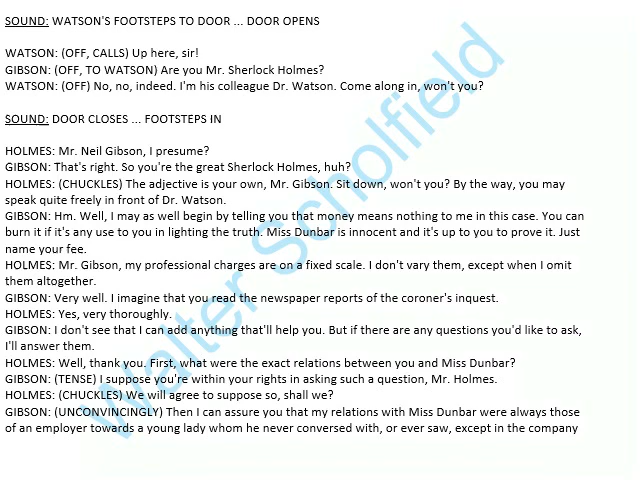 SOUND: WATSON'S FOOTSTEPS TO DOOR ... DOOR OPENS
WATSON: (OFF, CALLS) Up here, sir!
GIBSON: (OFF, TO WATSON) Are you Mr. Sherlock Holmes?
WATSON: (OFF) No, no, indeed. I'm his colleague Dr. Watson. Come along in, won't you?
SOUND: DOOR CLOSES ... FOOTSTEPS IN
HOLMES: Mr. Neil Gibson, I presume?
GIBSON: That's right. So you're the great Sherlock Holmes, huh?
HOLMES: (CHUCKLES) The adjective is your own, Mr. Gibson. Sit down, won't you? By the way, you may
speak quite freely in front of Dr. Watson.
GIBSON: Hm. Well, I may as well begin by telling you that money means nothing to me in this case. You can
burn it if it's any use to you in lighting the truth. Miss Dunbar is innocent and it's up to you to prove it. Just
name your fee.
HOLMES: Mr. Gibson, my professional charges are on a fixed scale. I don't vary them, except when I omit
them altogether.
GIBSON: Very well. I imagine that you read the newspaper reports of the coroner's inquest.
HOLMES: Yes, very thoroughly.
GIBSON: I don't see that I can add anything that'll help you. But if there are any questions you'd like to ask,
I'll answer them.
HOLMES: Well, thank you. First, what were the exact relations between you and Miss Dunbar?
GIBSON: (TENSE) I suppose you're within your rights in asking such a question, Mr. Holmes.
HOLMES: (CHUCKLES) We will agree to suppose so, shall we?
GIBSON: (UNCONVINCINGLY) Then I can assure you that my relations with Miss Dunbar were always those
of an employer towards a young lady whom he never conversed with, or ever saw, except in the company
Walter Scholfield